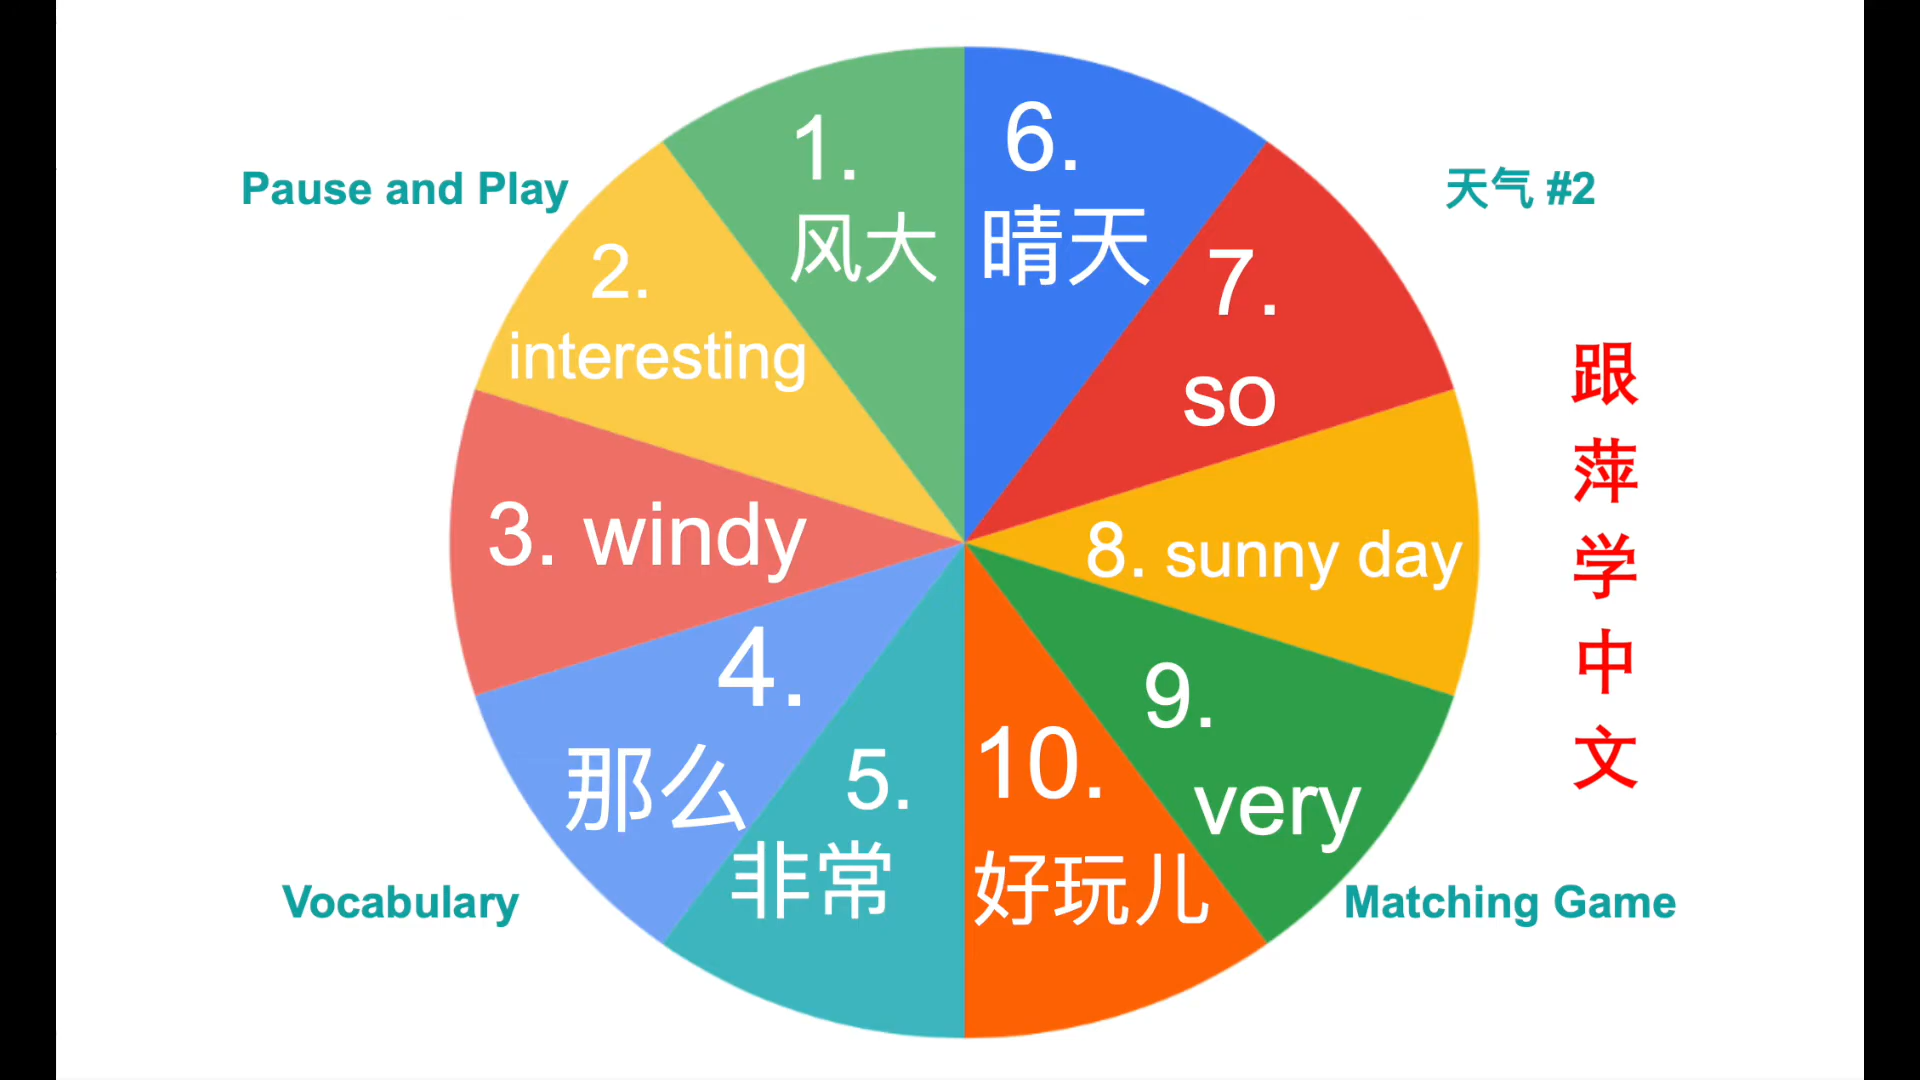 Pause and Play
天气 #2
1.
风大
2.
interesting
3. windy
4.
那么
5.
非常
6.
晴天
7.
so
8. sunny day
9.
very
10.
好玩儿
跟
萍
学
中
文
Vocabulary
Matching Game